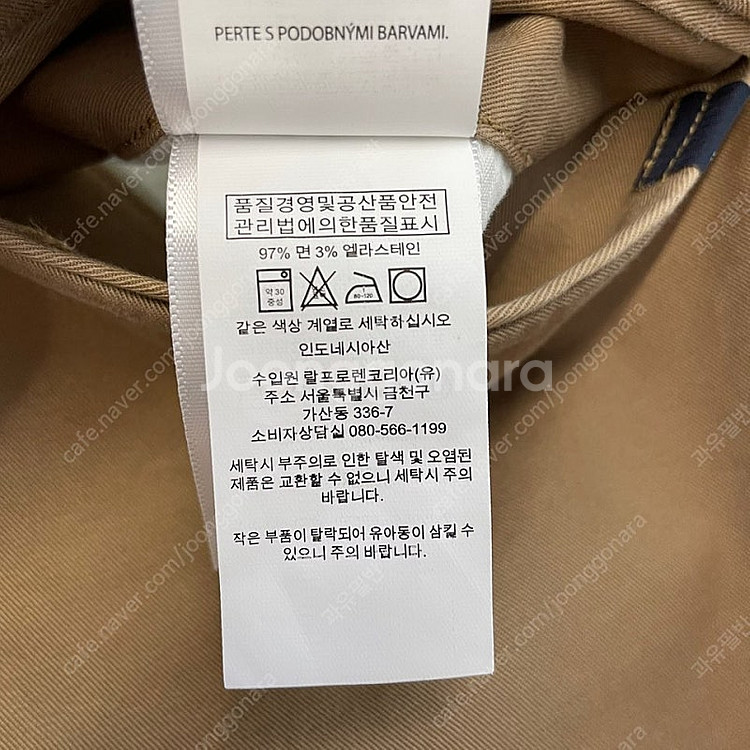 PERTE S PODOBNÝMI BARVAMI.
품질경영및공산품안전
관리법에의한품질표시
97% 면 3% 엘라스테인
약 30
중성
80~120
같은 색상 계열로 세탁하십시오
인도네시아산
수입원 랄프로렌코리아(유)
주소 서울특별시 금천구
가산동 336-7
소비자상담실 080-566-1199
세탁시 부주의로 인한 탈색 및 오염된
제품은 교환할 수 없으니 세탁시 주의
바랍니다.
작은 부품이 탈락되어 유아동이 삼킬 수
있으니 주의 바랍니다.
Joonggonara
cafe.naver.com/joonggonara